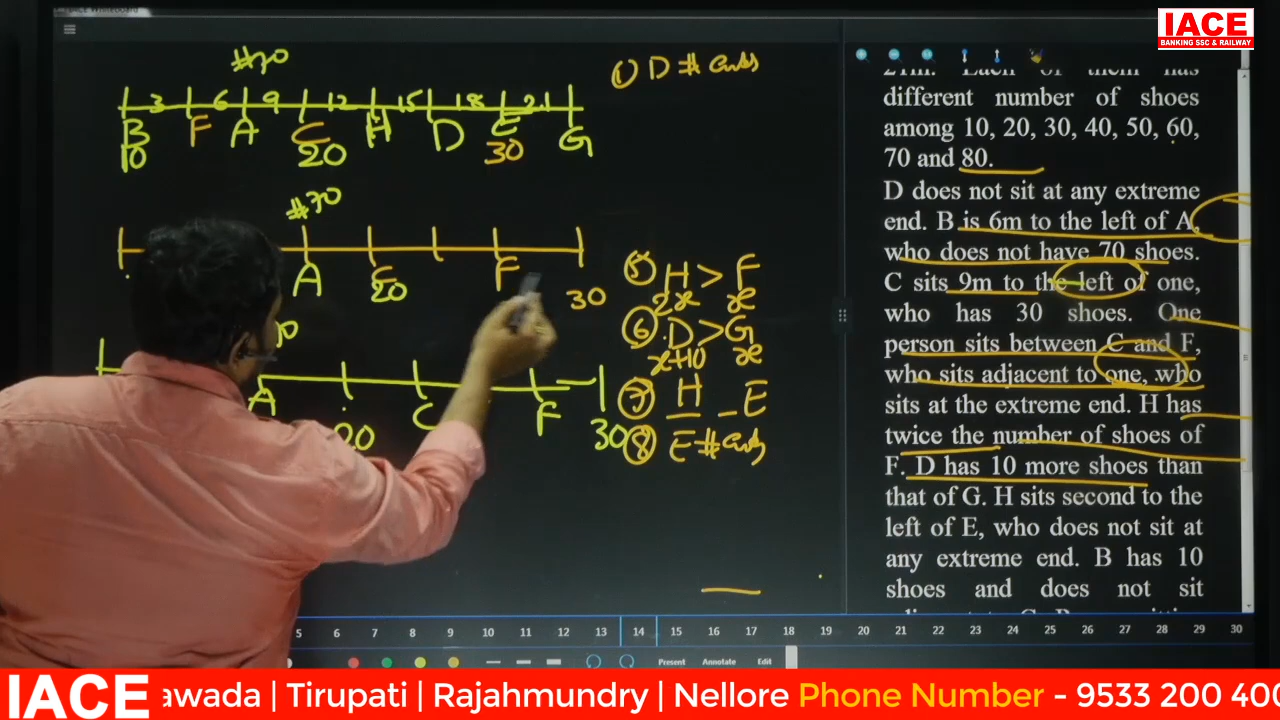 IACE
BANKING SSC & RAILWAY
#70
① D # ends
3 6 9 12 15 18 21
B F A C H D E G
10 20 30
#70
A C F
20 30
A C F
20 30
⑤ H > F
2x x
⑥ D > G
x+10 x
⑦ H _ _ E
⑧ E # ends
21m. Each of them has
different number of shoes
among 10, 20, 30, 40, 50, 60,
70 and 80.
D does not sit at any extreme
end. B is 6m to the left of A,
who does not have 70 shoes.
C sits 9m to the left of one,
who has 30 shoes. One
person sits between C and F,
who sits adjacent to one, who
sits at the extreme end. H has
twice the number of shoes of
F. D has 10 more shoes than
that of G. H sits second to the
left of E, who does not sit at
any extreme end. B has 10
shoes and does not sit
5 6 7 8 9 10 11 12 13 14 15 16 17 18 19 20 21 22 23 24 25 26 27 28 29 30
Present Annotate Edit
IACE awada | Tirupati | Rajahmundry | Nellore Phone Number - 9533 200 400